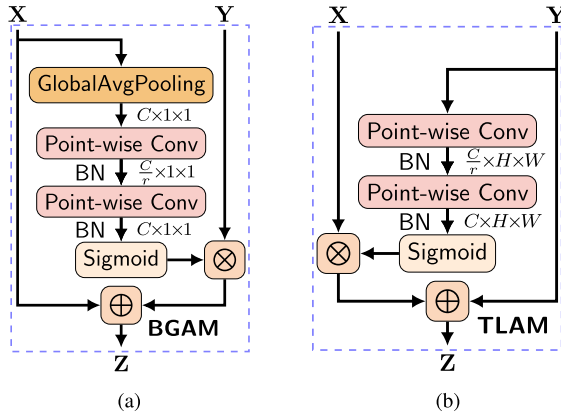 X
Y
GlobalAvgPooling
C×1×1
Point-wise Conv
BN
C/r ×1×1
Point-wise Conv
BN
C×1×1
Sigmoid
⊗
⊕
BGAM
Z
(a)
X
Y
Point-wise Conv
BN
C/r ×H×W
Point-wise Conv
BN
C×H×W
⊗
Sigmoid
⊕
TLAM
Z
(b)